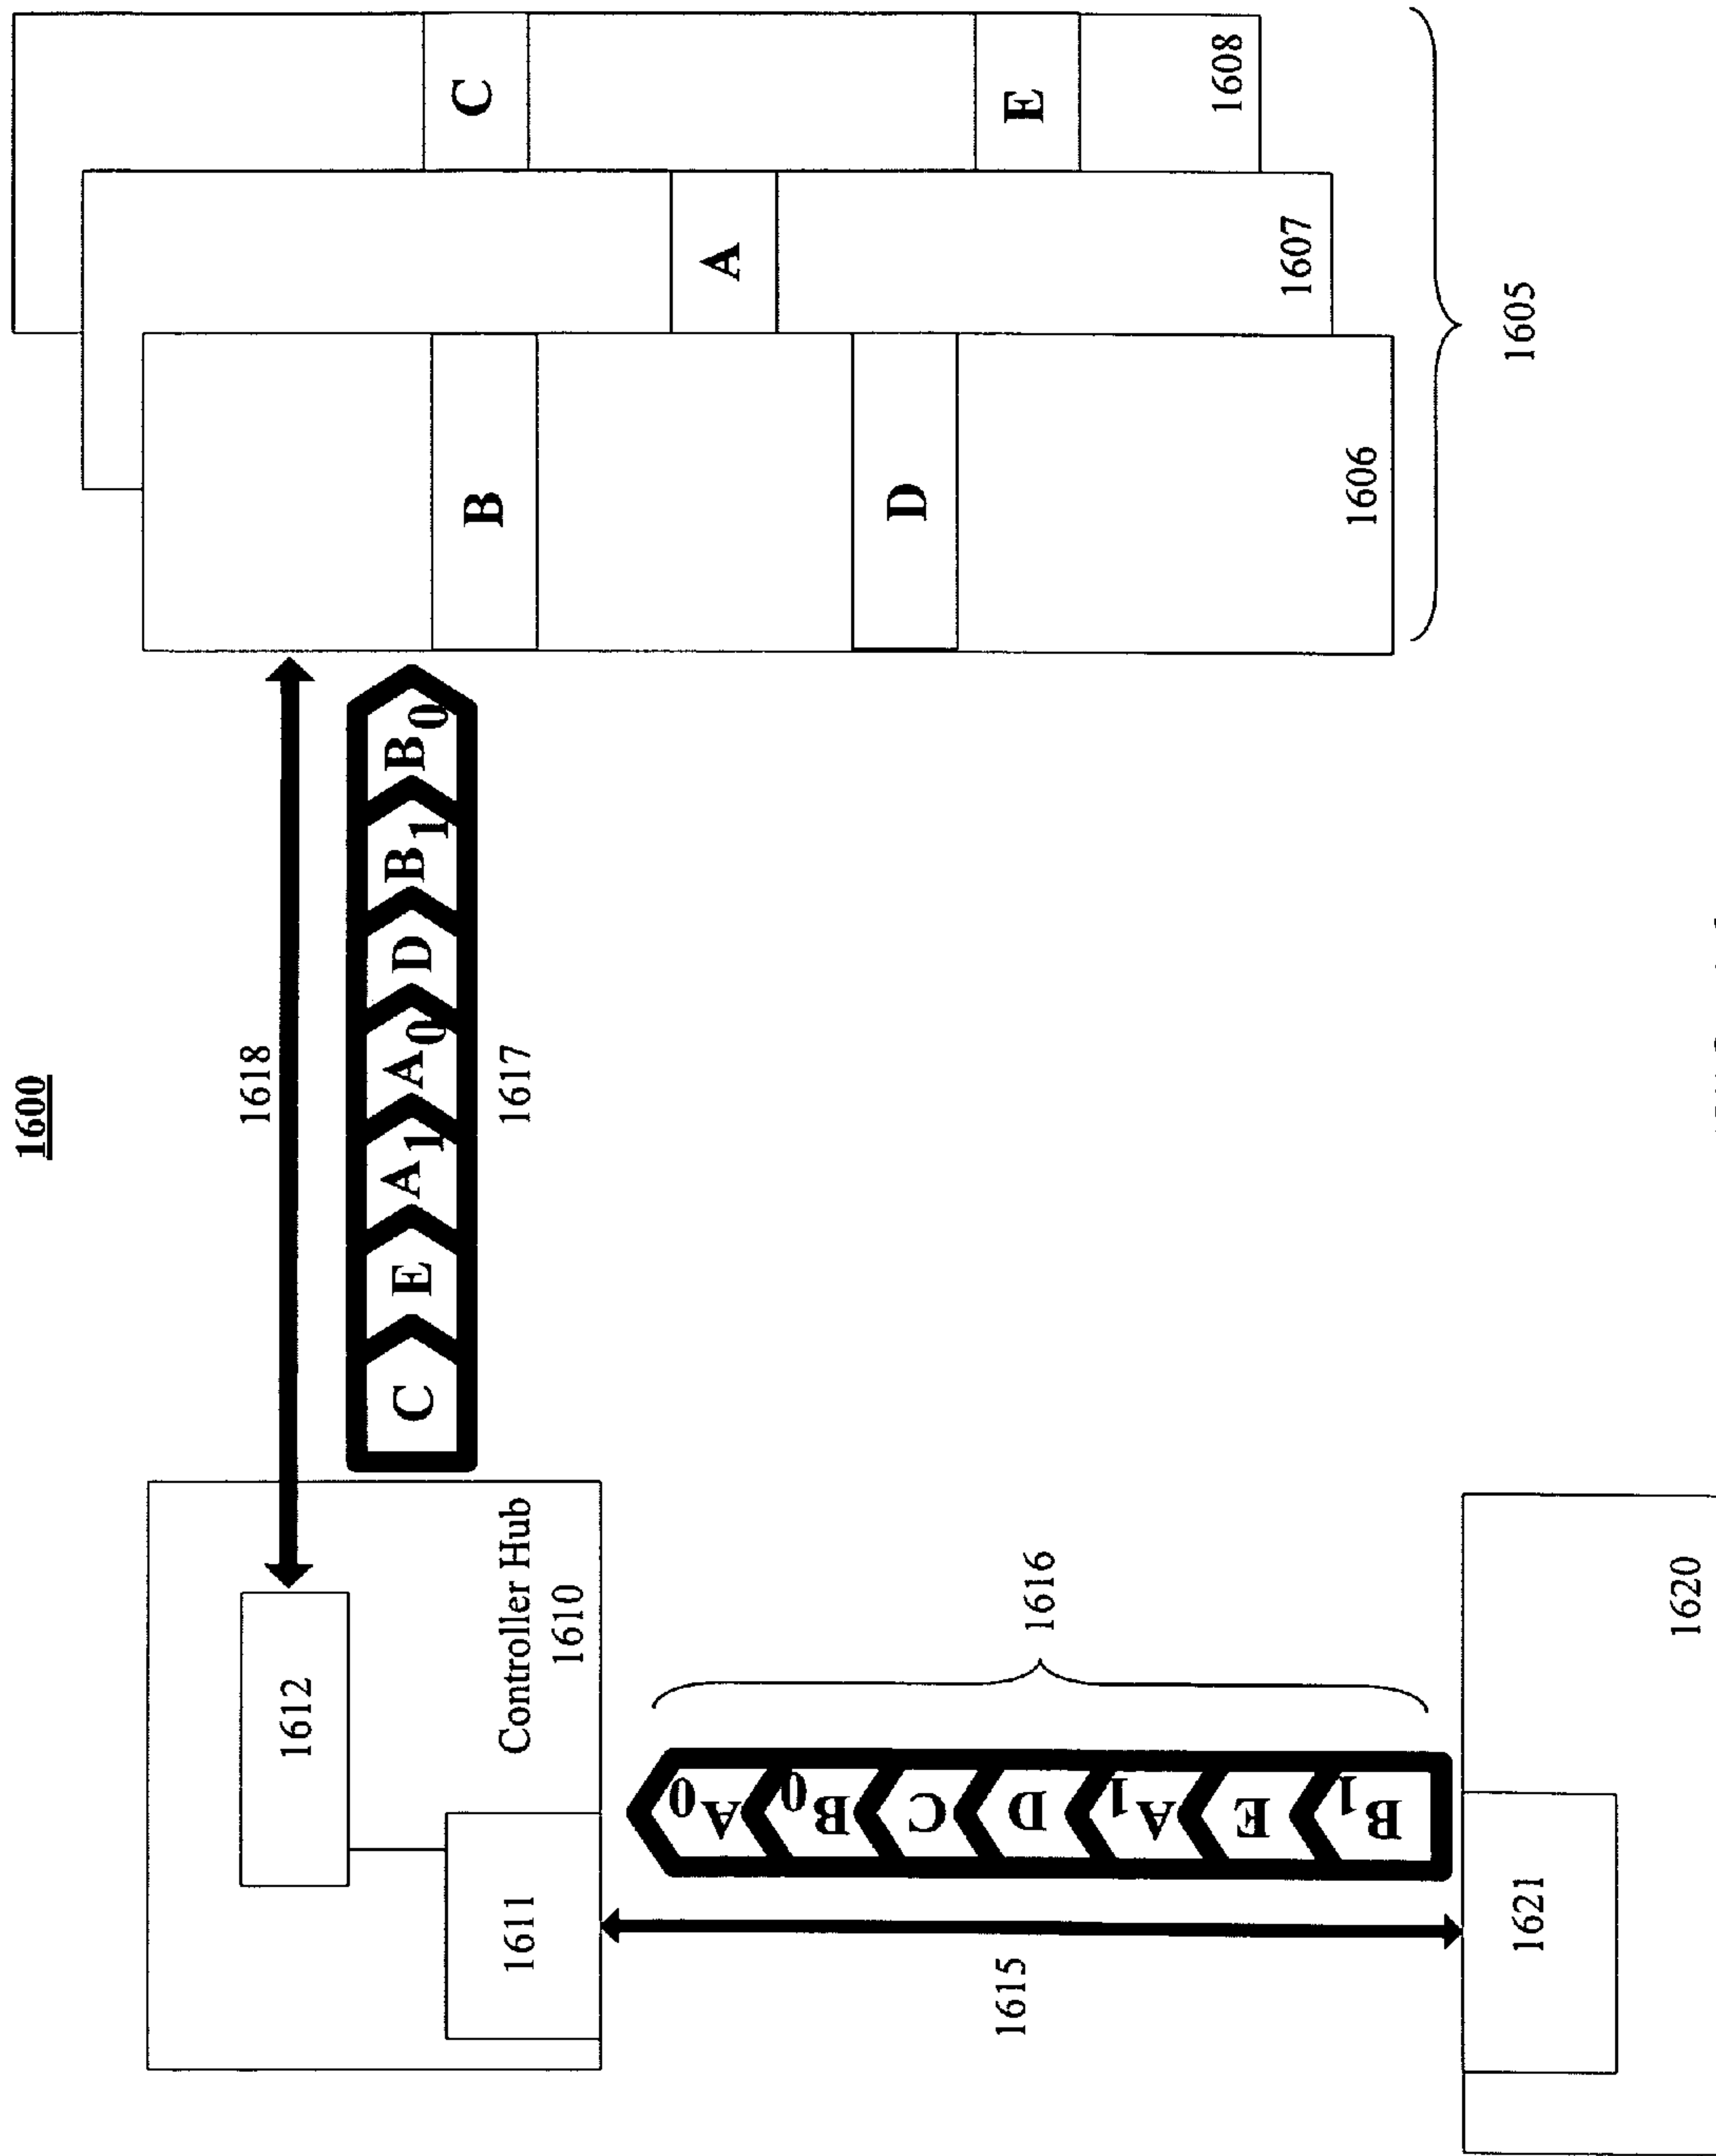 1600
1618
1612
C E A1 A0 D B1 B0
1617
Controller Hub
1610
1611
B
C
A
D
E
A0
B0
C
D
A1
E
B1
1615
1616
1608
1607
1606
1605
1621
1620